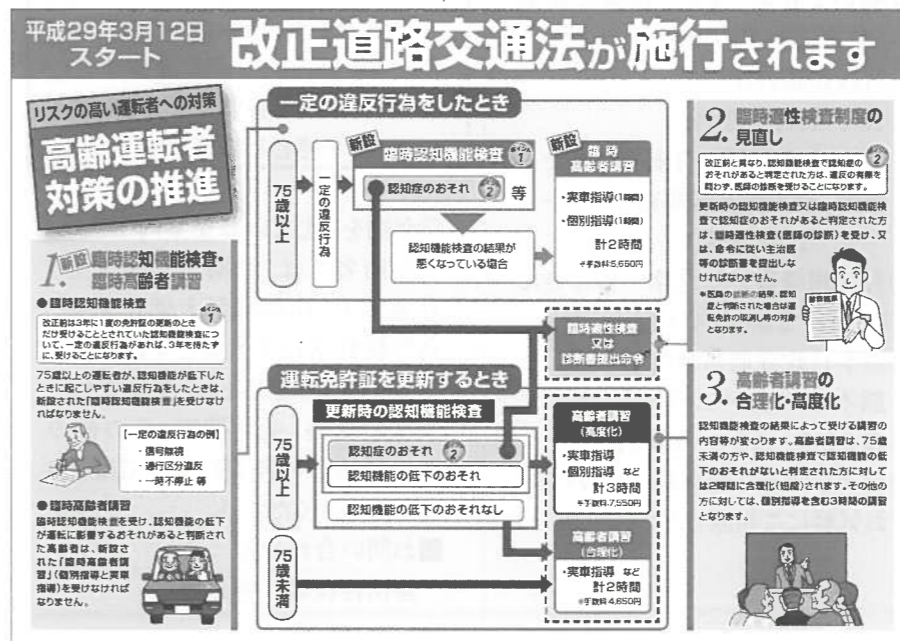 平成29年3月12日
スタート
改正道路交通法が施行されます
リスクの高い運転者への対策
高齢運転者
対策の推進
1. 新設 臨時認知機能検査・
臨時高齢者講習
●臨時認知機能検査
ポイント1
改正前は3年に1度の免許証の更新のとき
だけ受けることとされていた認知機能検査につ
いて、一定の違反行為があれば、3年を待たず
に、受けることになります。
75歳以上の運転者が、認知機能が低下した
ときに起こしやすい違反行為をしたときは、
新設された「臨時認知機能検査」を受けなけ
ればなりません。
【一定の違反行為の例】
・信号無視
・通行区分違反
・一時不停止 等
●臨時高齢者講習
臨時認知機能検査を受け、認知機能の低下
が運転に影響するおそれがあると判断され
た高齢者は、新設さ
れた「臨時高齢者講
習」(個別指導と実車
指導)を受けなければ
なりません。
一定の違反行為をしたとき
75歳以上
一定の違反行為
新設
臨時認知機能検査
ポイント1
認知症のおそれ
ポイント2
等
認知機能検査の結果が
悪くなっている場合
新設
臨時
高齢者講習
・実車指導(1時間)
・個別指導(1時間)
計2時間
*手数料:5,650円
臨時適性検査
又は
診断書提出命令
運転免許証を更新するとき
75歳以上
更新時の認知機能検査
認知症のおそれ
ポイント2
認知機能の低下のおそれ
認知機能の低下のおそれなし
75歳未満
高齢者講習
(高度化)
・実車指導
・個別指導 など
計3時間
*手数料:7,550円
高齢者講習
(合理化)
・実車指導 など
計2時間
*手数料:4,650円
2. 臨時適性検査制度の
見直し
ポイント2
改正前と異なり、認知機能検査で認知症の
おそれがあると判定された方は、違反の有無を
問わず、医師の診断を受けることになります。
更新時の認知機能検査又は臨時認知機能検
査で認知症のおそれがあると判定された方
は、臨時適性検査(医師の診断)を受け、又
は、命令に従い主治医
等の診断書を提出しな
ければなりません。
*医師の診断の結果、認知
症と判断された場合は運
転免許の取消し等の対象
となります。
診断結果
3. 高齢者講習の
合理化・高度化
認知機能検査の結果によって受ける講習の
内容等が変わります。高齢者講習は、75歳
未満の方や、認知機能検査で認知機能の低
下のおそれがないと判定された方に対して
は2時間に合理化(短縮)されます。その他の
方に対しては、個別指導を含む3時間の講習
となります。